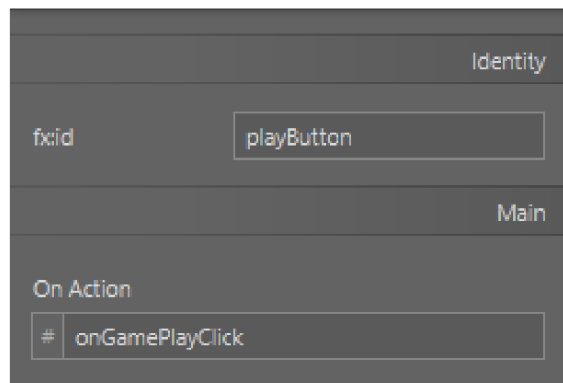 Identity
fx:id playButton
Main
On Action
# onGamePlayClick